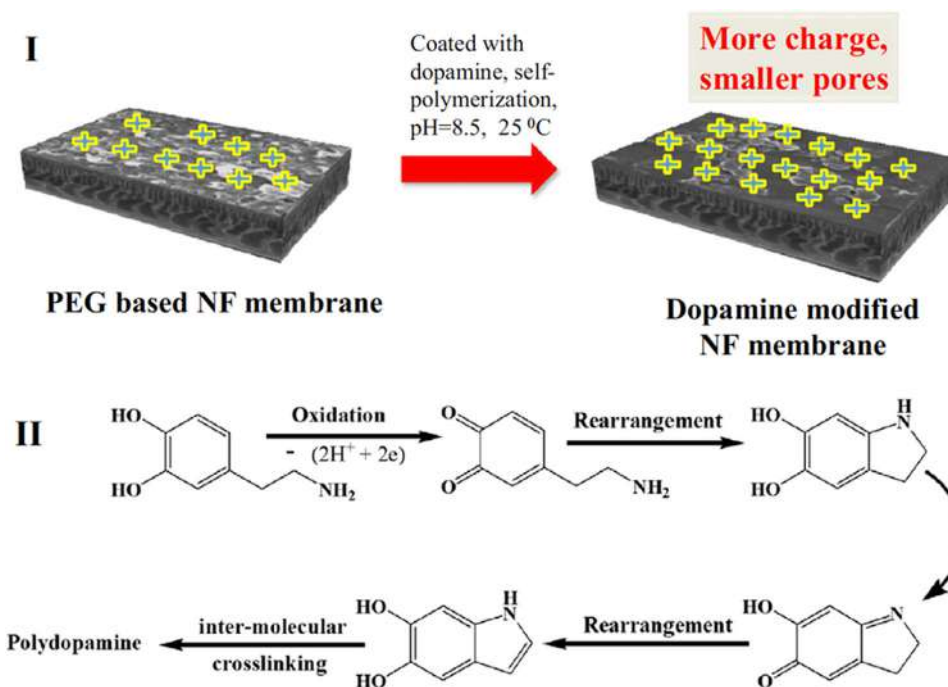 I
Coated with
dopamine, self-
polymerization,
pH=8.5, 25 ⁰C
More charge,
smaller pores
PEG based NF membrane
Dopamine modified
NF membrane
II
HO
HO
NH₂
Oxidation
- (2H⁺ + 2e)
O
O
NH₂
Rearrangement
HO
HO
H
N
HO
O
N
Rearrangement
HO
HO
H
N
inter-molecular
crosslinking
Polydopamine